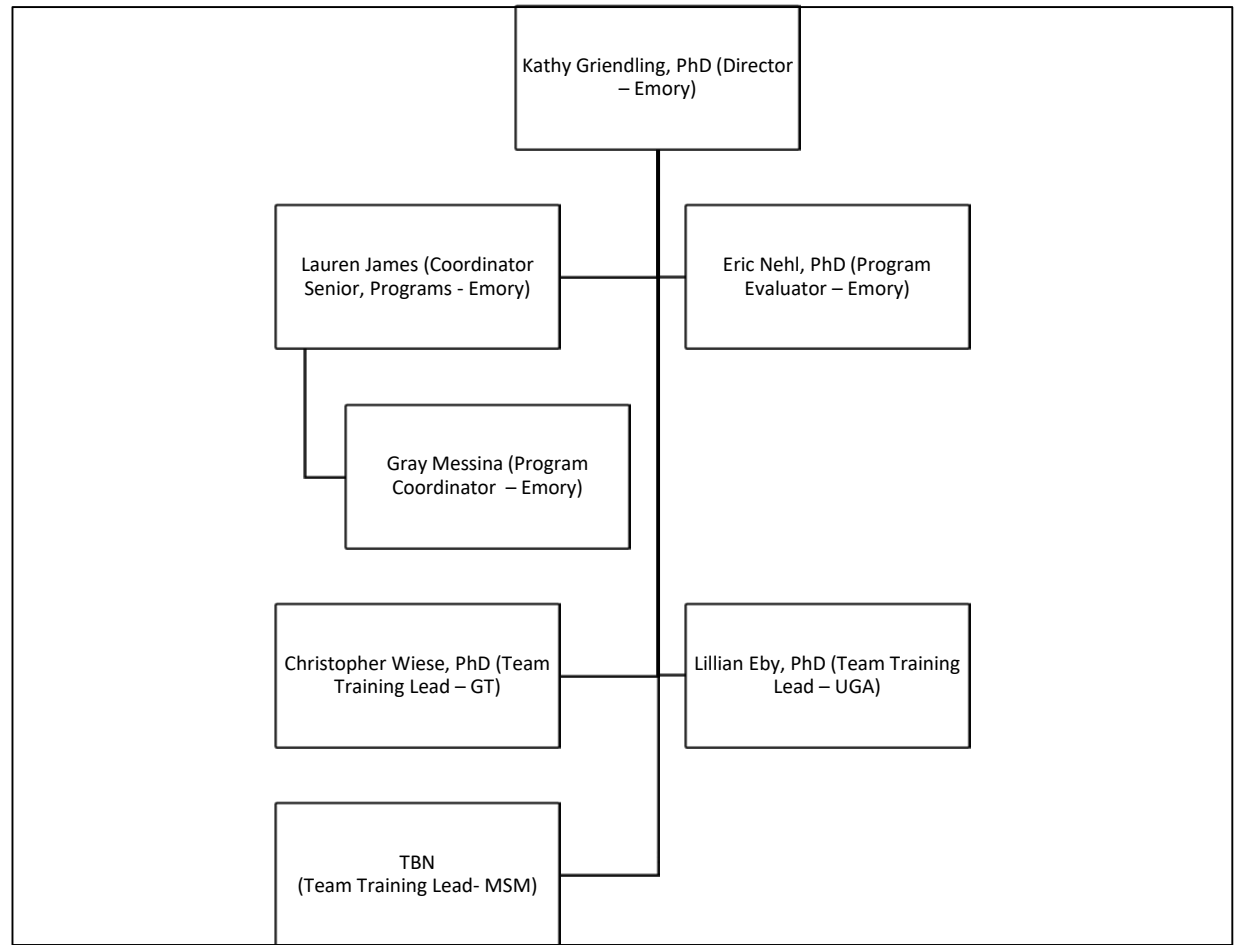 Kathy Griendling, PhD (Director
– Emory)
Lauren James (Coordinator
Senior, Programs - Emory)
Eric Nehl, PhD (Program
Evaluator – Emory)
Gray Messina (Program
Coordinator – Emory)
Christopher Wiese, PhD (Team
Training Lead – GT)
Lillian Eby, PhD (Team Training
Lead – UGA)
TBN
(Team Training Lead- MSM)